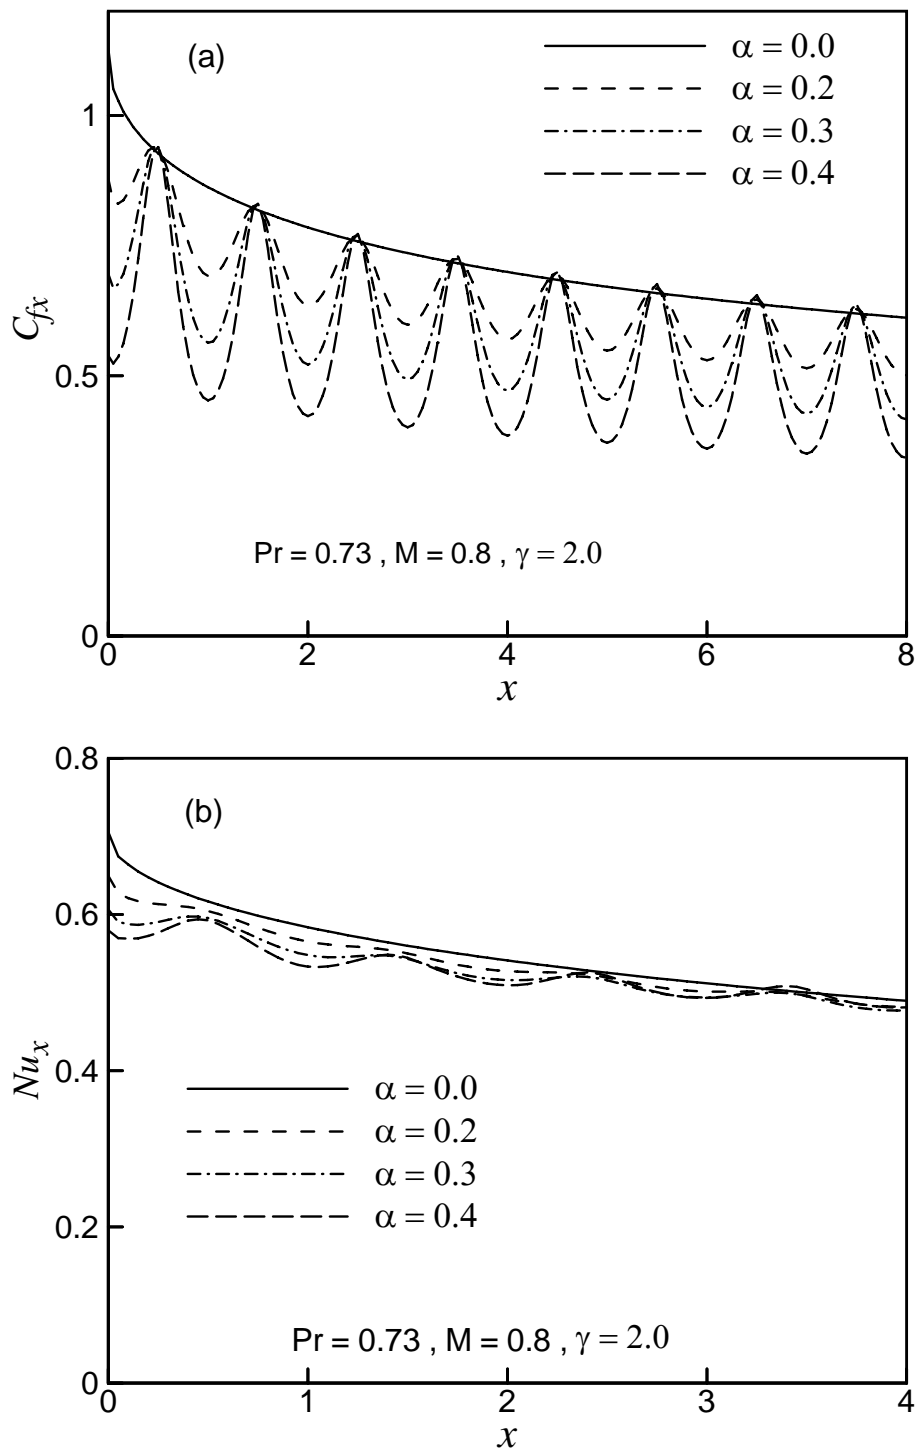 (a)
α = 0.0
α = 0.2
α = 0.3
α = 0.4
1
0.5
0
C_fx
Pr = 0.73 , M = 0.8 , γ = 2.0
0 2 4 6 8
x
0.8
0.6
0.4
0.2
0
(b)
Nu_x
α = 0.0
α = 0.2
α = 0.3
α = 0.4
Pr = 0.73 , M = 0.8 , γ = 2.0
0 1 2 3 4
x